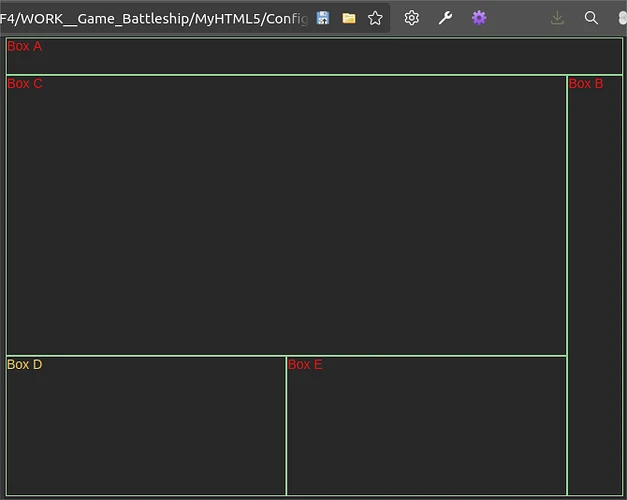 F4/WORK__Game_Battleship/MyHTML5/Config
Box A
Box C
Box B
Box D
Box E